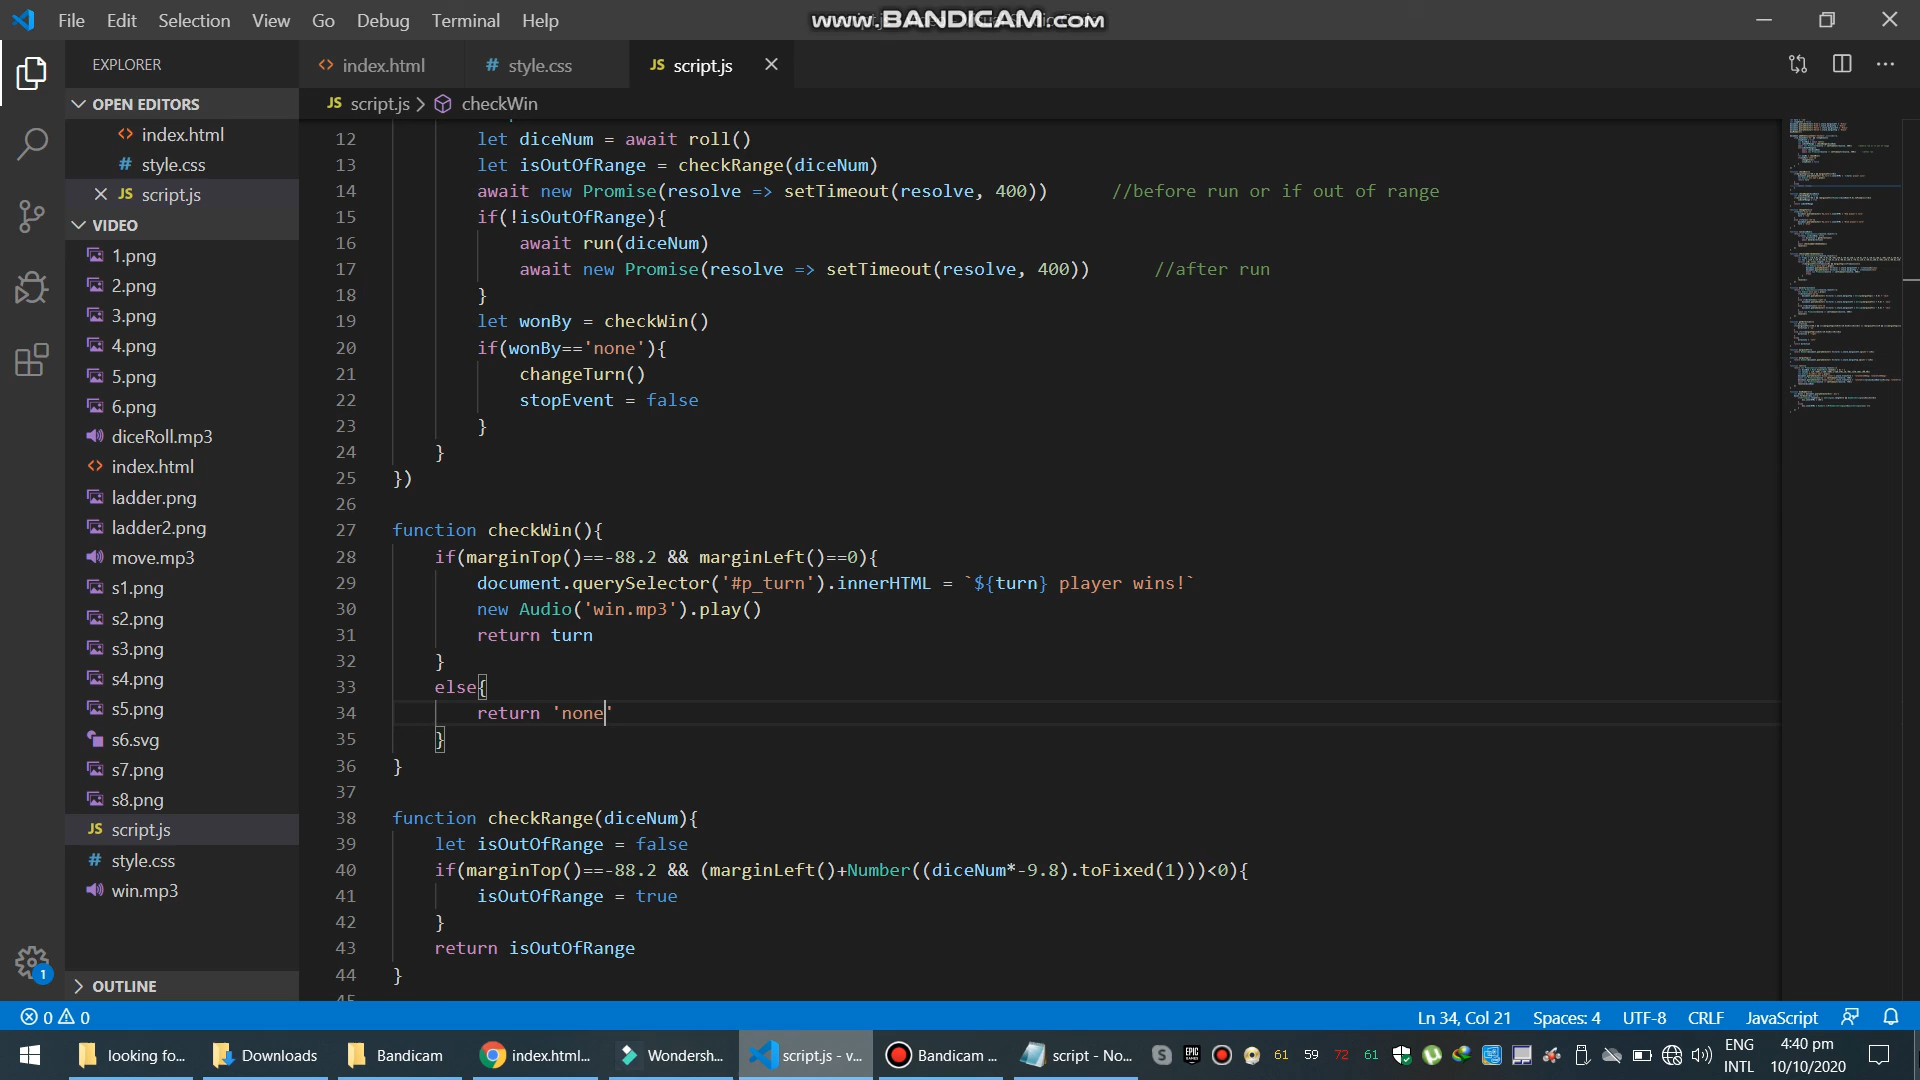 File Edit Selection View Go Debug Terminal Help
www.BANDICAM.com
EXPLORER
index.html
# style.css
JS script.js
OPEN EDITORS
index.html
# style.css
JS script.js
VIDEO
1.png
2.png
3.png
4.png
5.png
6.png
diceRoll.mp3
index.html
ladder.png
ladder2.png
move.mp3
s1.png
s2.png
s3.png
s4.png
s5.png
s6.svg
s7.png
s8.png
JS script.js
# style.css
win.mp3
OUTLINE
JS script.js > checkWin
12 let diceNum = await roll()
13 let isOutOfRange = checkRange(diceNum)
14 await new Promise(resolve => setTimeout(resolve, 400)) //before run or if out of range
15 if(!isOutOfRange){
16 await run(diceNum)
17 await new Promise(resolve => setTimeout(resolve, 400)) //after run
18 }
19 let wonBy = checkWin()
20 if(wonBy=='none'){
21 changeTurn()
22 stopEvent = false
23 }
24 }
25 })
26
27 function checkWin(){
28 if(marginTop()==-88.2 && marginLeft()==0){
29 document.querySelector('#p_turn').innerHTML = `${turn} player wins!`
30 new Audio('win.mp3').play()
31 return turn
32 }
33 else{
34 return 'none'
35 }
36 }
37
38 function checkRange(diceNum){
39 let isOutOfRange = false
40 if(marginTop()==-88.2 && (marginLeft()+Number((diceNum*-9.8).toFixed(1)))<0){
41 isOutOfRange = true
42 }
43 return isOutOfRange
44 }
45
1
0 0
Ln 34, Col 21 Spaces: 4 UTF-8 CRLF JavaScript
looking fo...
Downloads
Bandicam
index.html...
Wondersh...
script.js - v...
Bandicam ...
script - No...
61 59 72 61
ENG
INTL
4:40 pm
10/10/2020